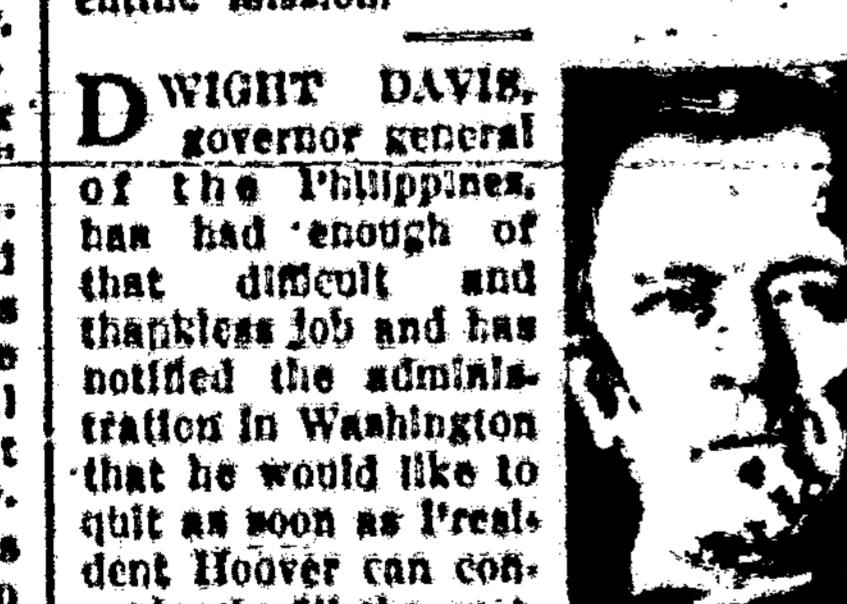 DWIGHT DAVIS,
governor general
of the Philippines,
has had enough of
that difficult and
thankless job and has
notified the adminis-
tration in Washington
that he would like to
quit as soon as Presi-
dent Hoover can con-